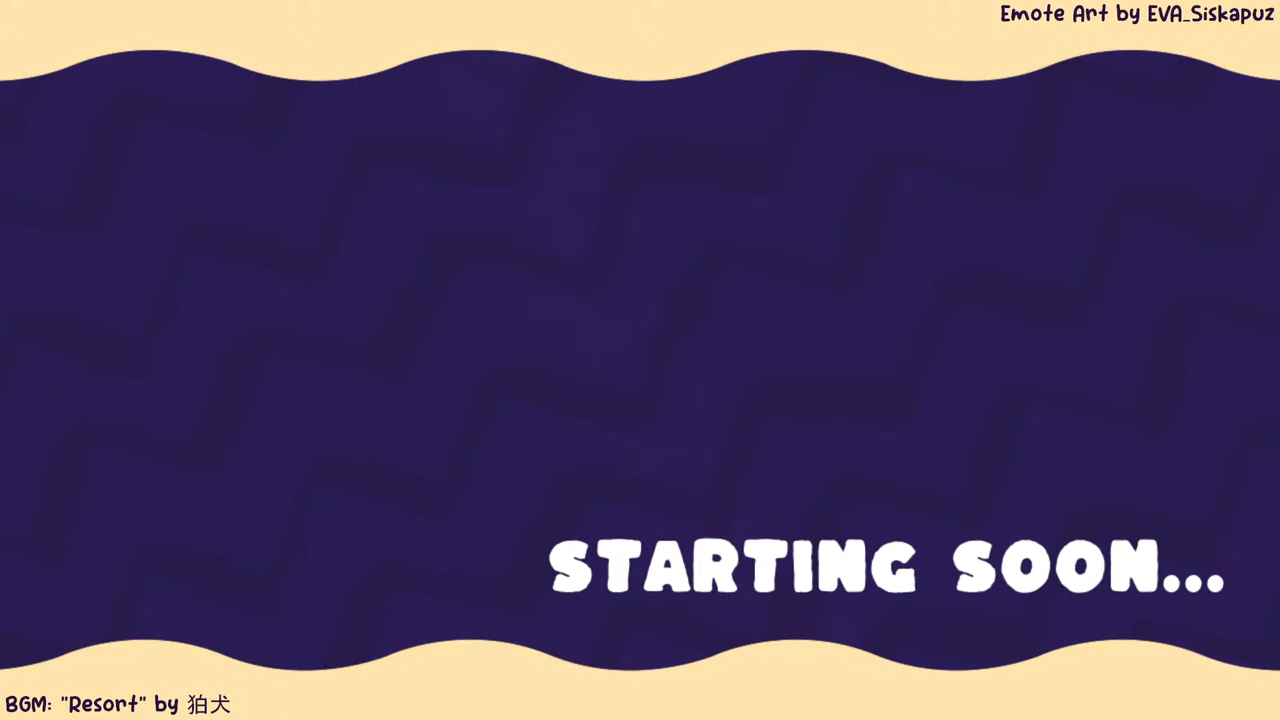 Emote Art by EVA_Siskapuz
STARTING SOON...
BGM: "Resort" by 狛犬